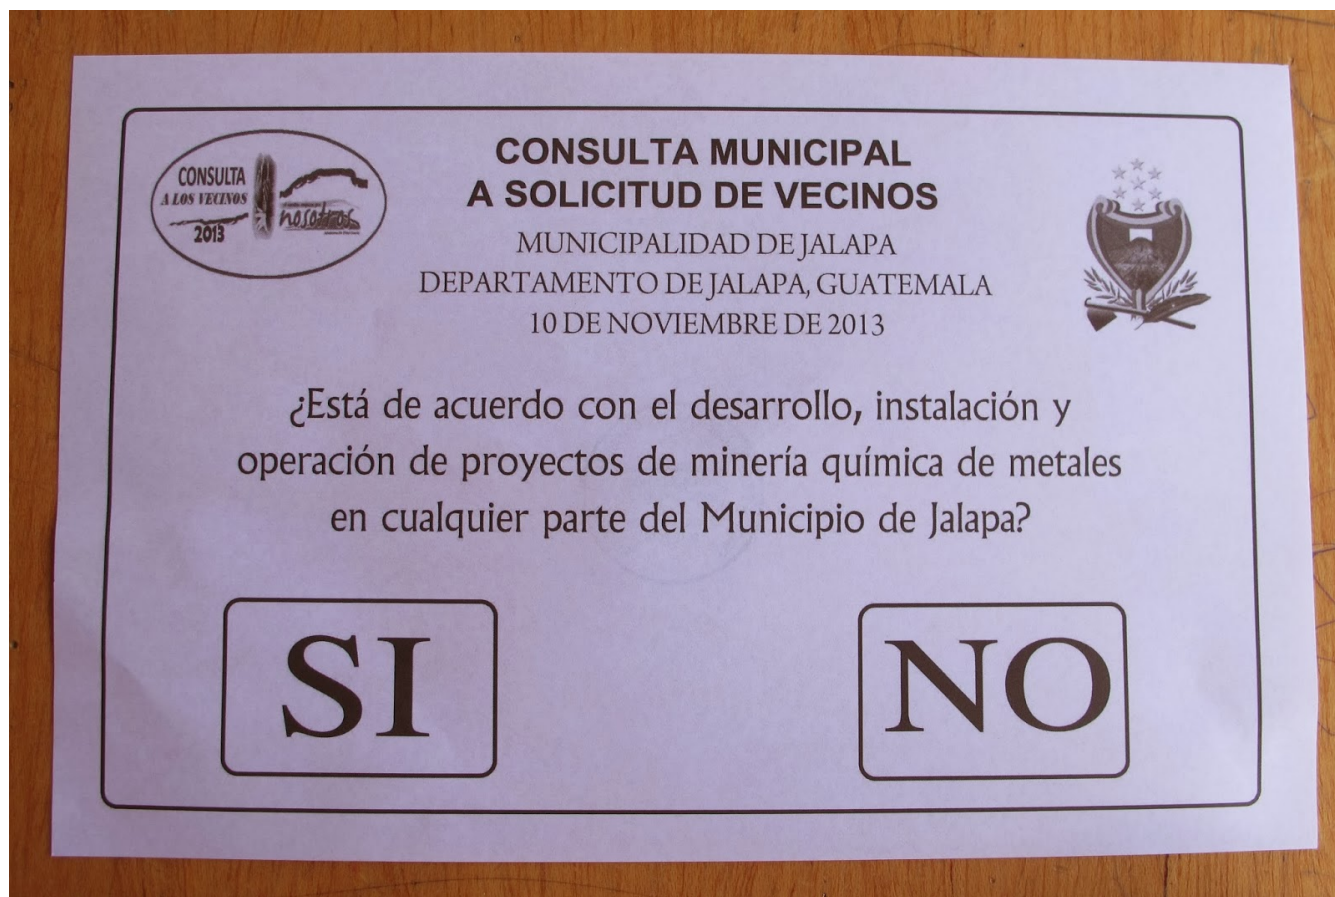 CONSULTA MUNICIPAL
A SOLICITUD DE VECINOS
MUNICIPALIDAD DE JALAPA
DEPARTAMENTO DE JALAPA, GUATEMALA
10 DE NOVIEMBRE DE 2013
CONSULTA
A LOS VECINOS
2013
nosotros
¿Está de acuerdo con el desarrollo, instalación y
operación de proyectos de minería química de metales
en cualquier parte del Municipio de Jalapa?
SI
NO